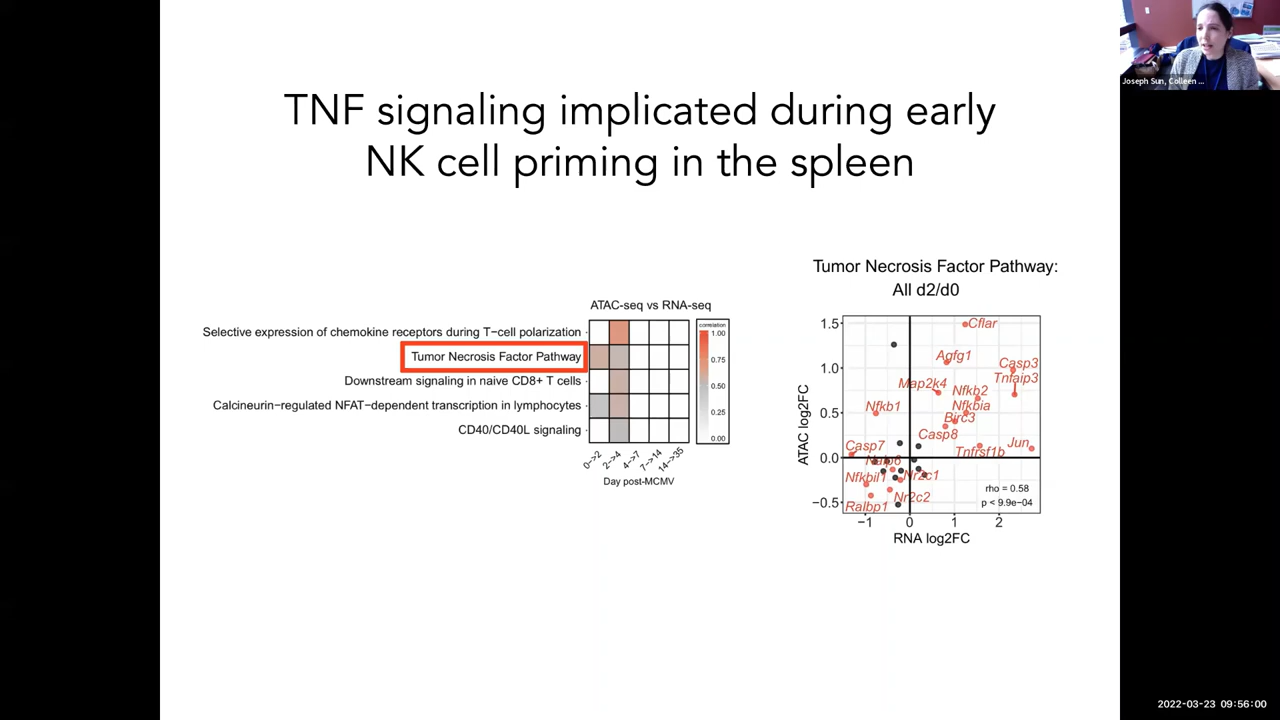 Joseph Sun, Colleen ...
TNF signaling implicated during early
NK cell priming in the spleen
ATAC-seq vs RNA-seq
Selective expression of chemokine receptors during T-cell polarization
Tumor Necrosis Factor Pathway
Downstream signaling in naive CD8+ T cells
Calcineurin-regulated NFAT-dependent transcription in lymphocytes
CD40/CD40L signaling
0->2
2->4
4->7
7->14
14->35
Day post-MCMV
correlation
1.00
0.75
0.50
0.25
0.00
Tumor Necrosis Factor Pathway:
All d2/d0
ATAC log2FC
1.5
1.0
0.5
0.0
−0.5
Cflar
Agfg1
Casp3
Tnfaip3
Map2k4
Nfkb2
Nfkb1
Nfkbia
Birc3
Casp8
Casp7
Jun
Tnfrsf1b
Nr2c1
Nfkbil1
Nr2c2
Ralbp1
rho = 0.58
p < 9.9e−04
−1
0
1
2
RNA log2FC
2022-03-23 09:56:00